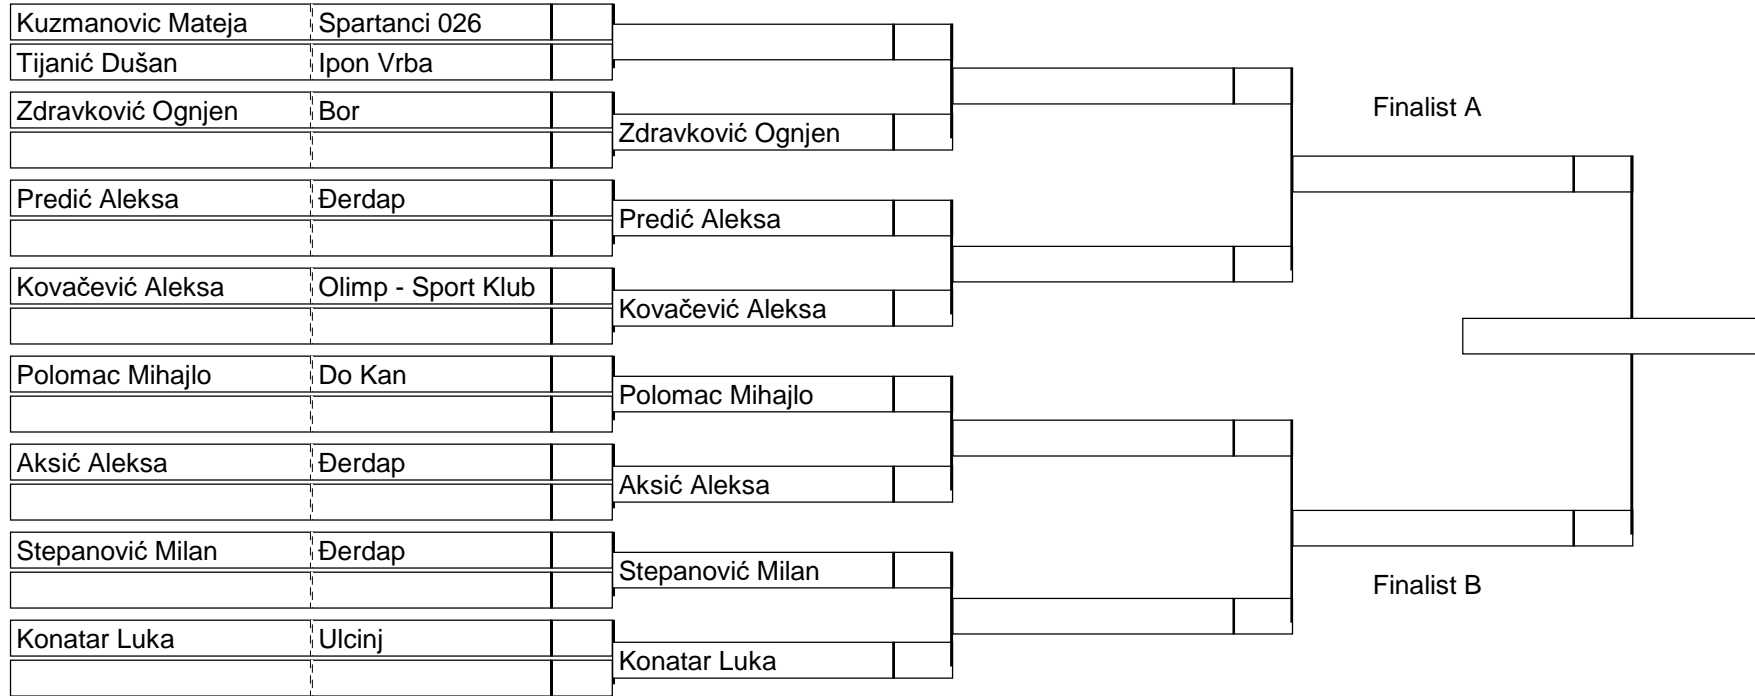 Kuzmanovic Mateja Spartanci 026
Tijanić Dušan Ipon Vrba
Zdravković Ognjen Bor
Zdravković Ognjen
Predić Aleksa Đerdap
Predić Aleksa
Kovačević Aleksa Olimp - Sport Klub
Kovačević Aleksa
Polomac Mihajlo Do Kan
Polomac Mihajlo
Aksić Aleksa Đerdap
Aksić Aleksa
Stepanović Milan Đerdap
Stepanović Milan
Konatar Luka Ulcinj
Konatar Luka
Finalist A
Finalist B